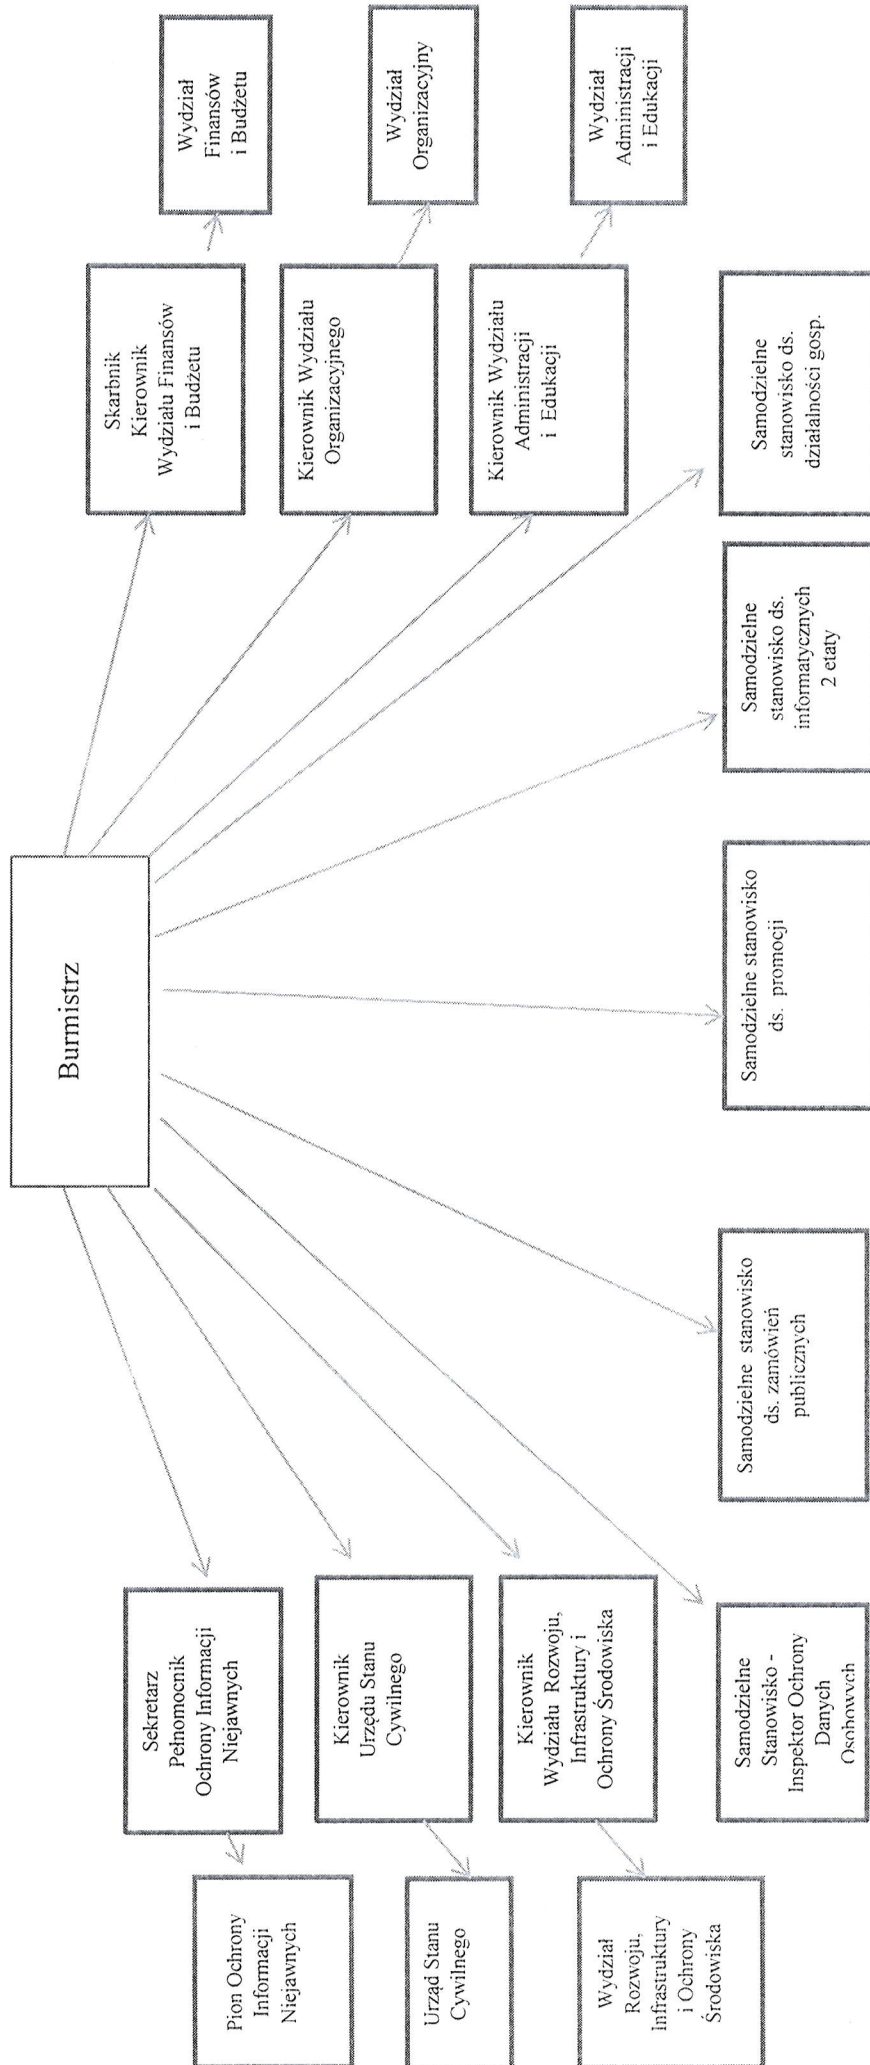 Burmistrz
Sekretarz
Pełnomocnik
Ochrony Informacji
Niejawnych
Pion Ochrony
Informacji
Niejawnych
Kierownik
Urzędu Stanu
Cywilnego
Urząd Stanu
Cywilnego
Kierownik
Wydziału Rozwoju,
Infrastruktury i
Ochrony Środowiska
Wydział
Rozwoju,
Infrastruktury
i Ochrony
Środowiska
Skarbnik
Kierownik
Wydziału Finansów
i Budżetu
Wydział
Finansów
i Budżetu
Kierownik Wydziału
Organizacyjnego
Wydział
Organizacyjny
Kierownik Wydziału
Administracji
i Edukacji
Wydział
Administracji
i Edukacji
Samodzielne
Stanowisko -
Inspektor Ochrony
Danych
Osobowych
Samodzielne stanowisko
ds. zamówień
publicznych
Samodzielne stanowisko
ds. promocji
Samodzielne
stanowisko ds.
informatycznych
2 etaty
Samodzielne
stanowisko ds.
działalności gosp.